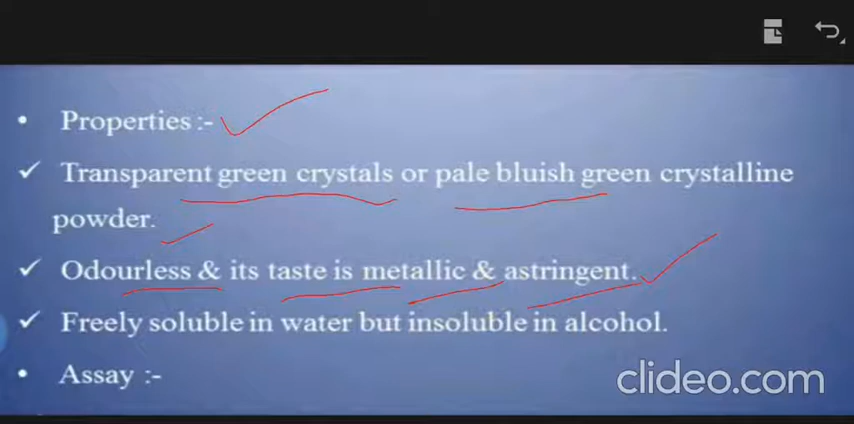 • Properties :-
✓ Transparent green crystals or pale bluish green crystalline
powder.
✓ Odourless & its taste is metallic & astringent.
✓ Freely soluble in water but insoluble in alcohol.
• Assay :-
clideo.com